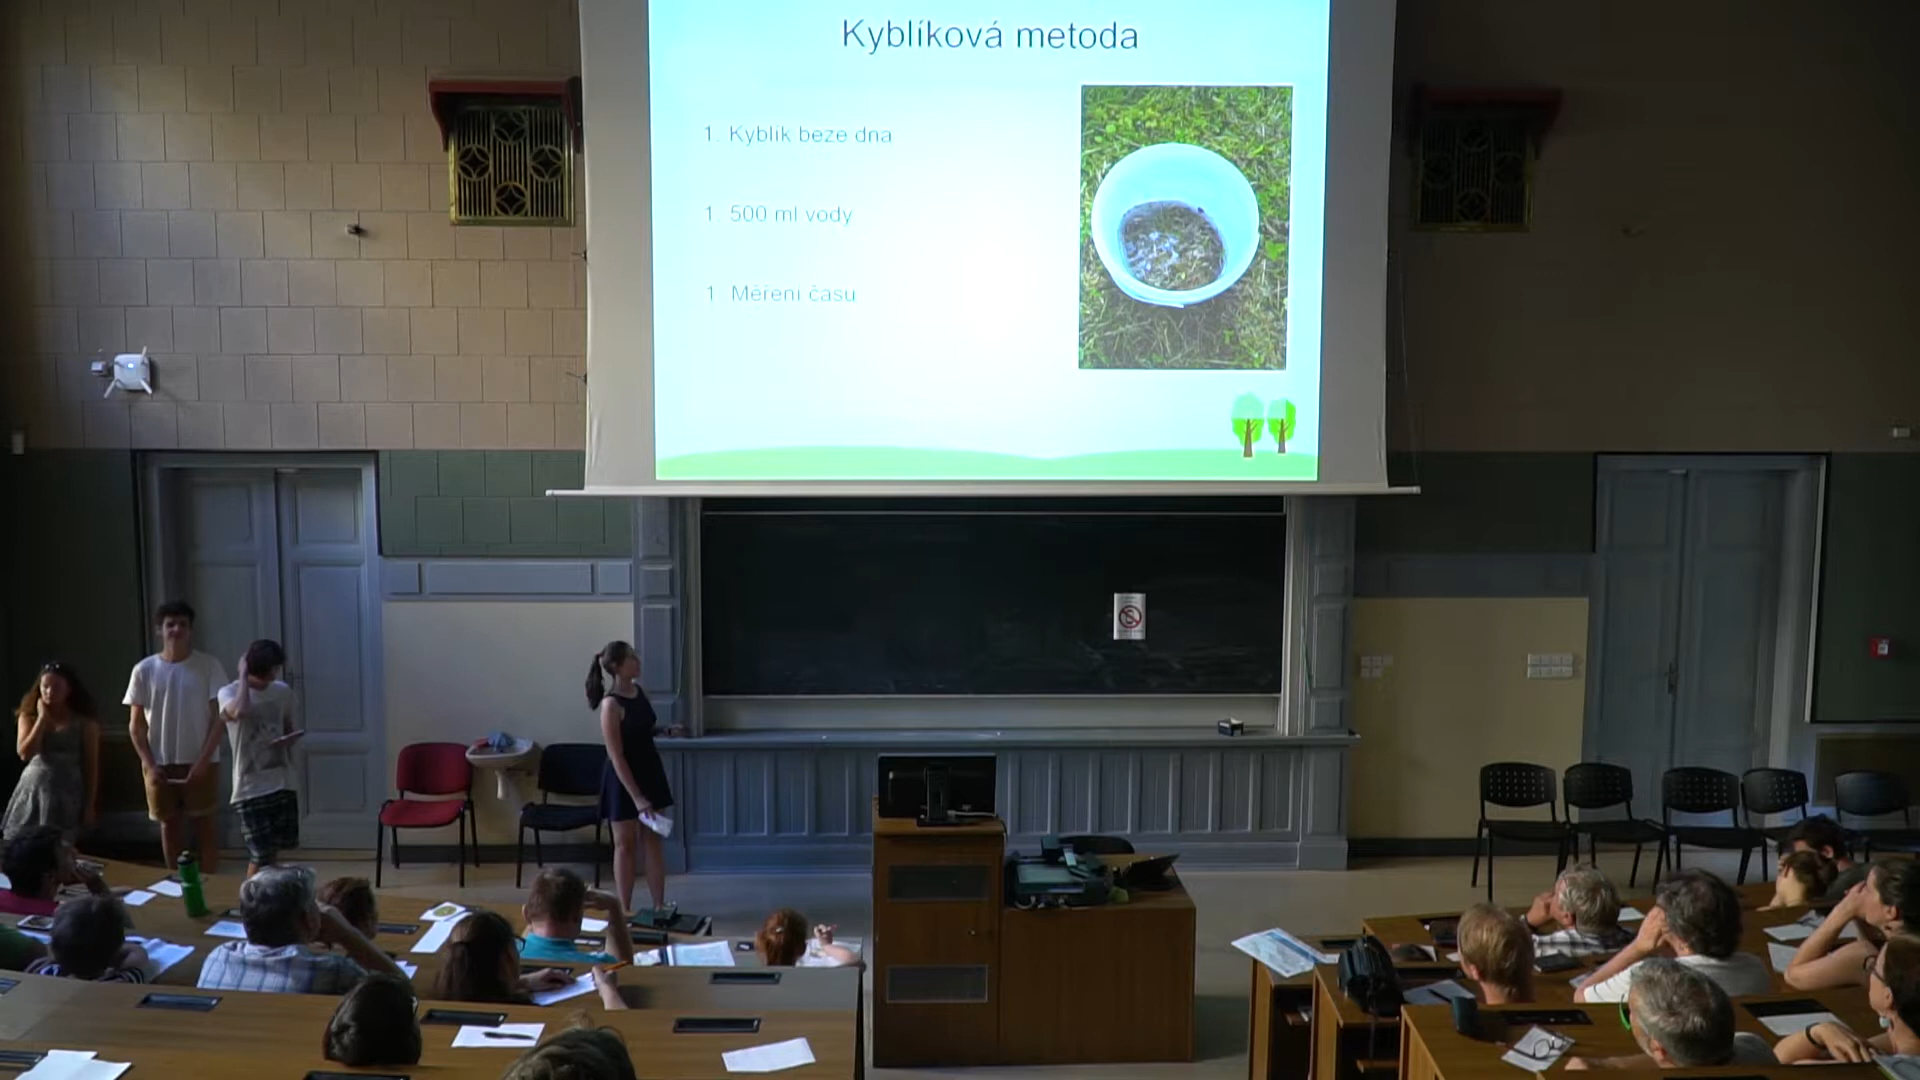 Kyblíková metoda
1. Kyblík beze dna
1. 500 ml vody
1. Měření času